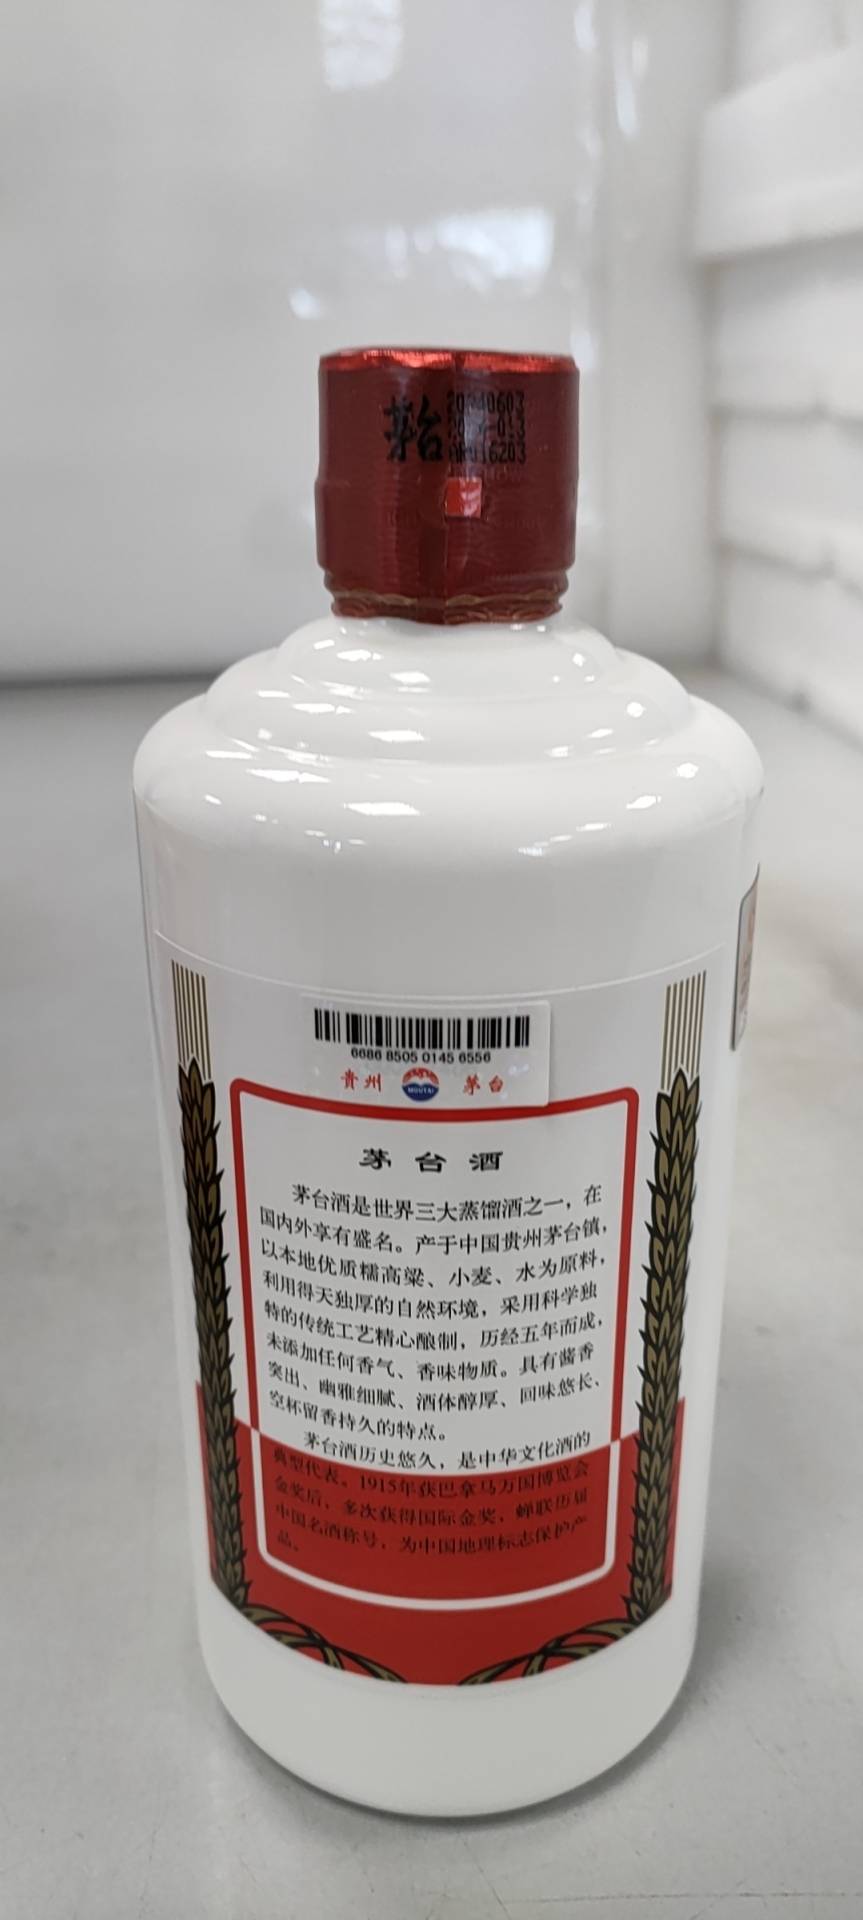 茅台
20240603
016203
6686 8505 0145 6556
贵州
MOUTAI
茅台
茅台酒
茅台酒是世界三大蒸馏酒之一，在
国内外享有盛名。产于中国贵州茅台镇，
以本地优质糯高粱、小麦、水为原料，
利用得天独厚的自然环境，采用科学独
特的传统工艺精心酿制，历经五年而成，
未添加任何香气、香味物质。具有酱香
突出、幽雅细腻、酒体醇厚、回味悠长、
空杯留香持久的特点。
茅台酒历史悠久，是中华文化酒的
典型代表。1915年获巴拿马万国博览会
金奖后，多次获得国际金奖、蝉联历届
中国名酒称号，为中国地理标志保护产
品。